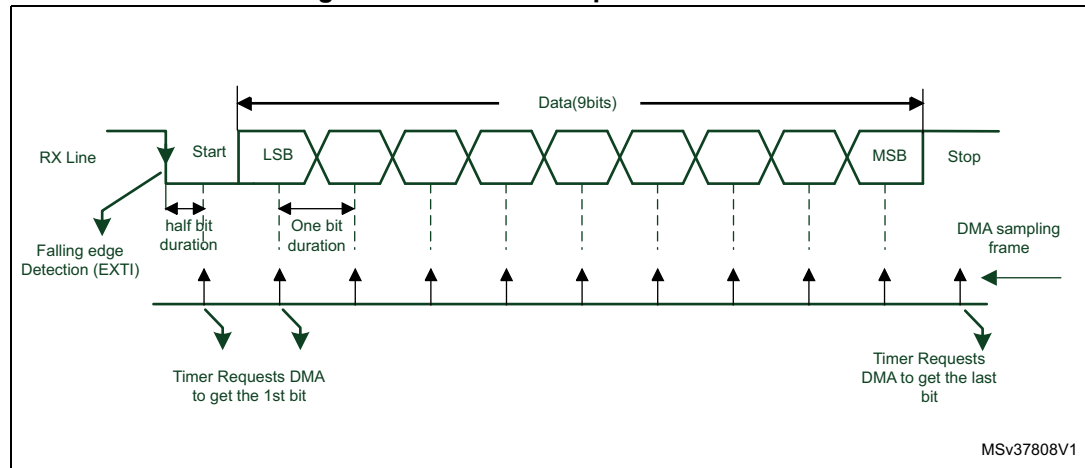 Data(9bits)
RX Line
Start
LSB
MSB
Stop
half bit
duration
One bit
duration
Falling edge
Detection (EXTI)
DMA sampling
frame
Timer Requests DMA
to get the 1st bit
Timer Requests
DMA to get the last
bit
MSv37808V1